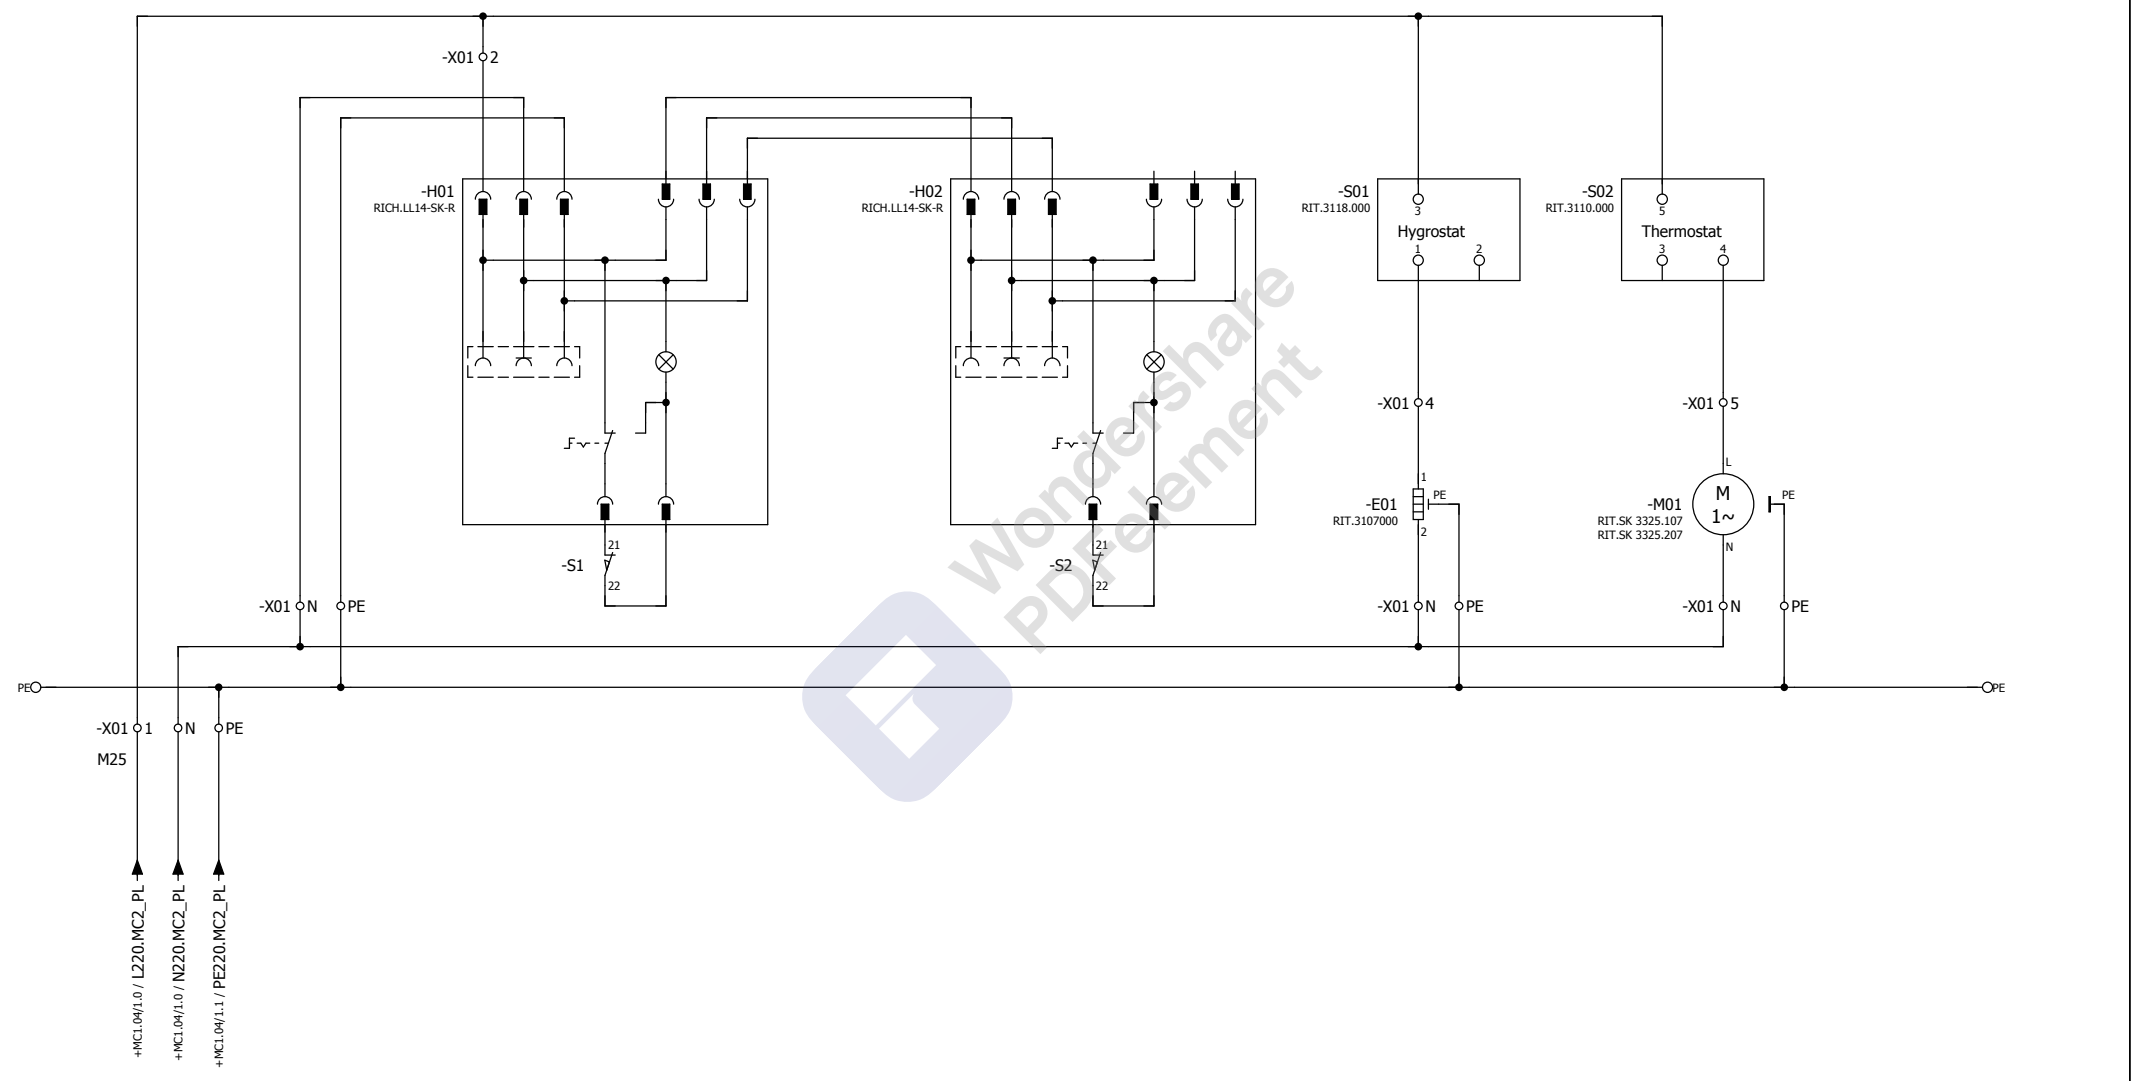 -X01 2
-H01
RICH.LL14-SK-R
-H02
RICH.LL14-SK-R
-S01
RIT.3118.000
3
Hygrostat
1 2
-S02
RIT.3110.000
5
Thermostat
3 4
-X01 4
-X01 5
1
-E01
RIT.3107000
PE
2
L
-M01
RIT.SK 3325.107
RIT.SK 3325.207
M
1~
PE
N
21
-S1
22
21
-S2
22
-X01 N PE
-X01 N PE
-X01 N PE
PE
PE
-X01 1 N PE
M25
+MC1.04/1.0 / L220.MC2_PL
+MC1.04/1.0 / N220.MC2_PL
+MC1.04/1.1 / PE220.MC2_PL
Wondershare
PDFelement